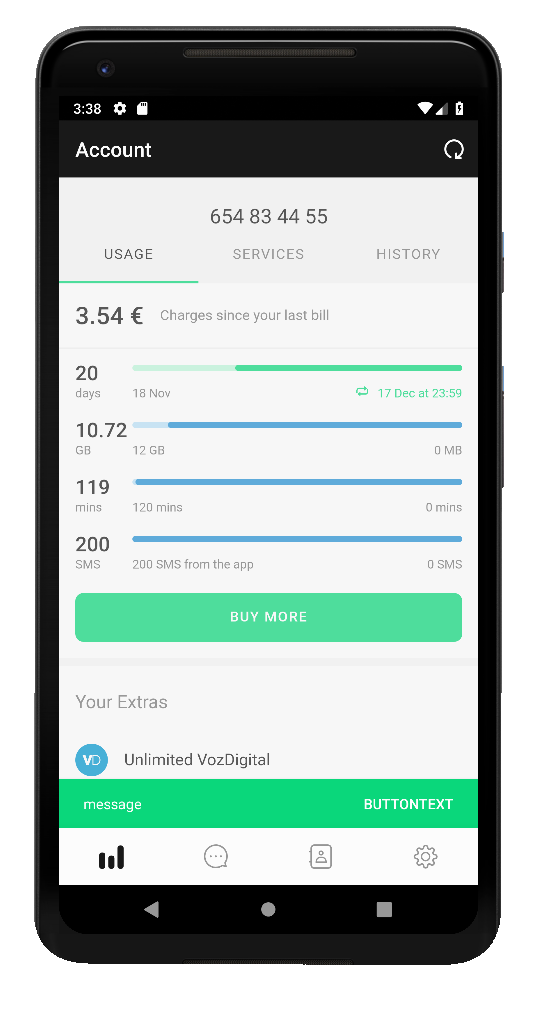 3:38
Account
654 83 44 55
USAGE SERVICES HISTORY
3.54 € Charges since your last bill
20
days 18 Nov 17 Dec at 23:59
10.72
GB 12 GB 0 MB
119
mins 120 mins 0 mins
200
SMS 200 SMS from the app 0 SMS
BUY MORE
Your Extras
VD Unlimited VozDigital
message BUTTONTEXT